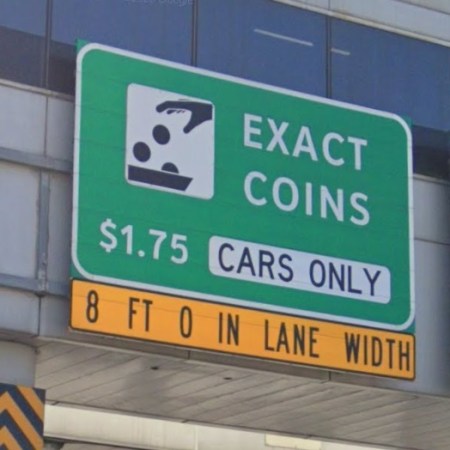 EXACT
COINS
$1.75 CARS ONLY
8 FT 0 IN LANE WIDTH